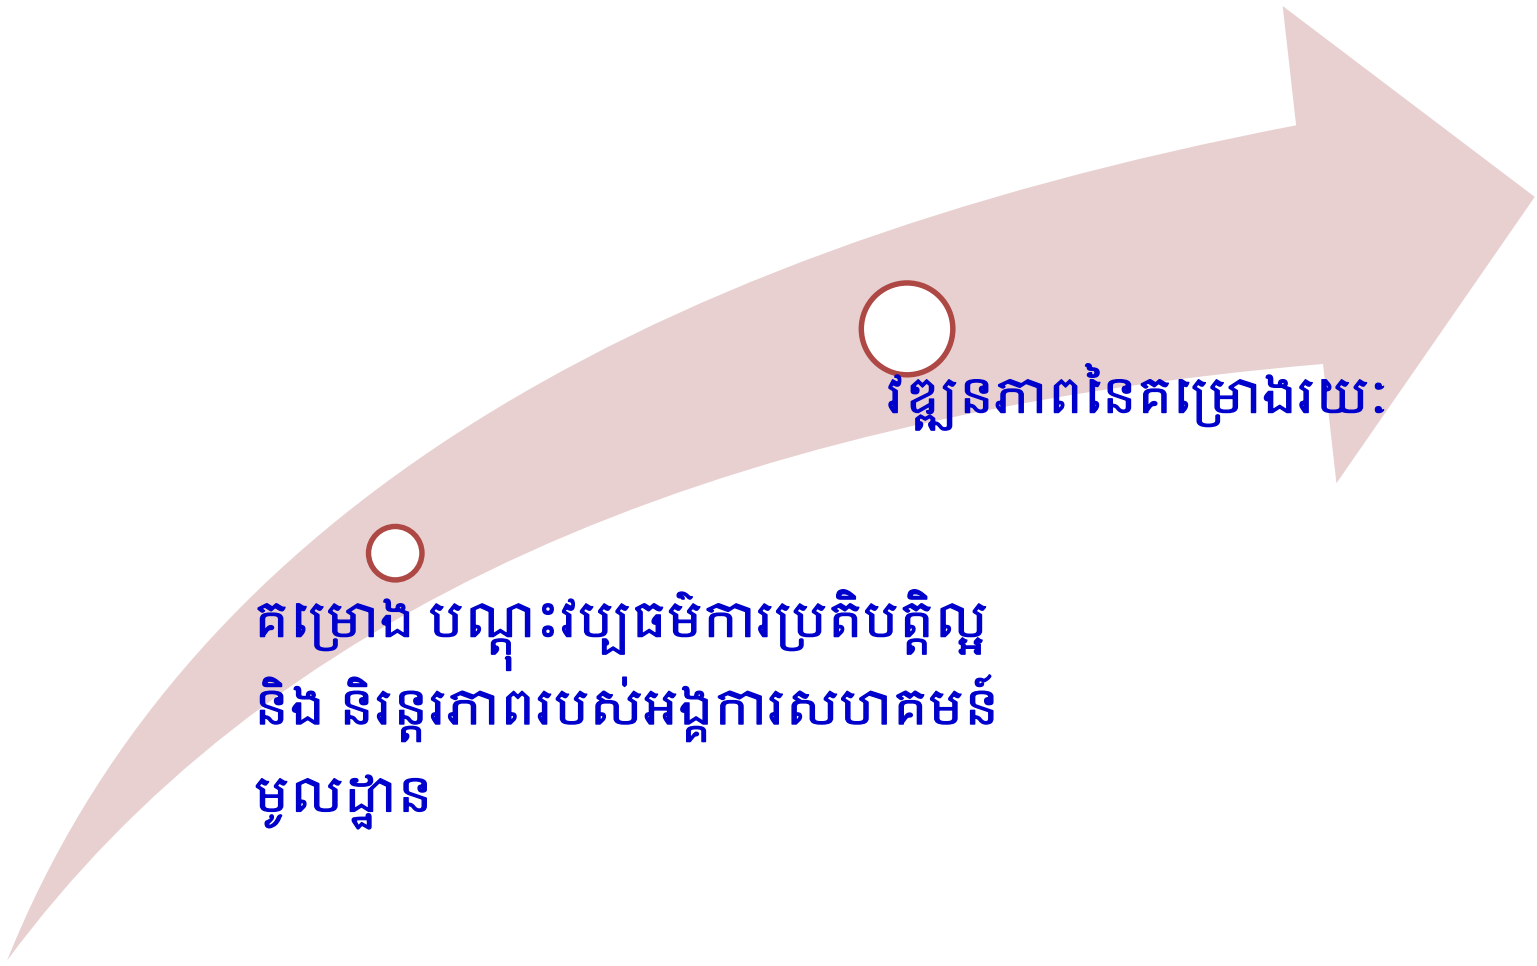 វឌ្ឍនភាពនៃគម្រោងរយៈ
គម្រោង បណ្តុះវប្បធម៌ការប្រតិបត្តិល្អ
និង និរន្តរភាពរបស់អង្គការសហគមន៍
មូលដ្ឋាន